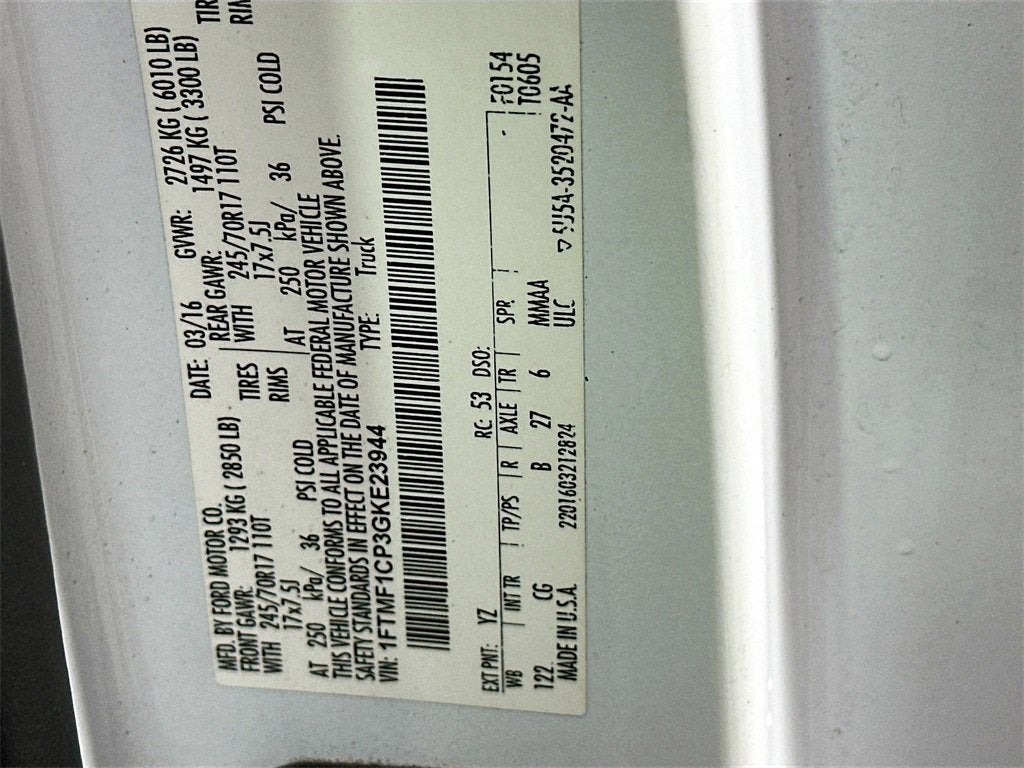 MFD. BY FORD MOTOR CO.
DATE: 03/16 GVWR: 2726 KG ( 6010 LB)
FRONT GAWR: 1293 KG ( 2850 LB) REAR GAWR: 1497 KG ( 3300 LB)
WITH 245/70R17 110T TIRES WITH 245/70R17 110T TIR
17x7.5J RIMS 17x7.5J RIM
AT 250 kPa/ 36 PSI COLD AT 250 kPa/ 36 PSI COLD
THIS VEHICLE CONFORMS TO ALL APPLICABLE FEDERAL MOTOR VEHICLE
SAFETY STANDARDS IN EFFECT ON THE DATE OF MANUFACTURE SHOWN ABOVE.
VIN: 1FTMF1CP3GKE23944 TYPE: Truck
EXT PNT: YZ RC: 53 DSO: F0154
WB INT TR TP/PS R AXLE TR SPR T0605
122 CG B 27 6 MMAA
MADE IN U.S.A. 2201603212824 ULC